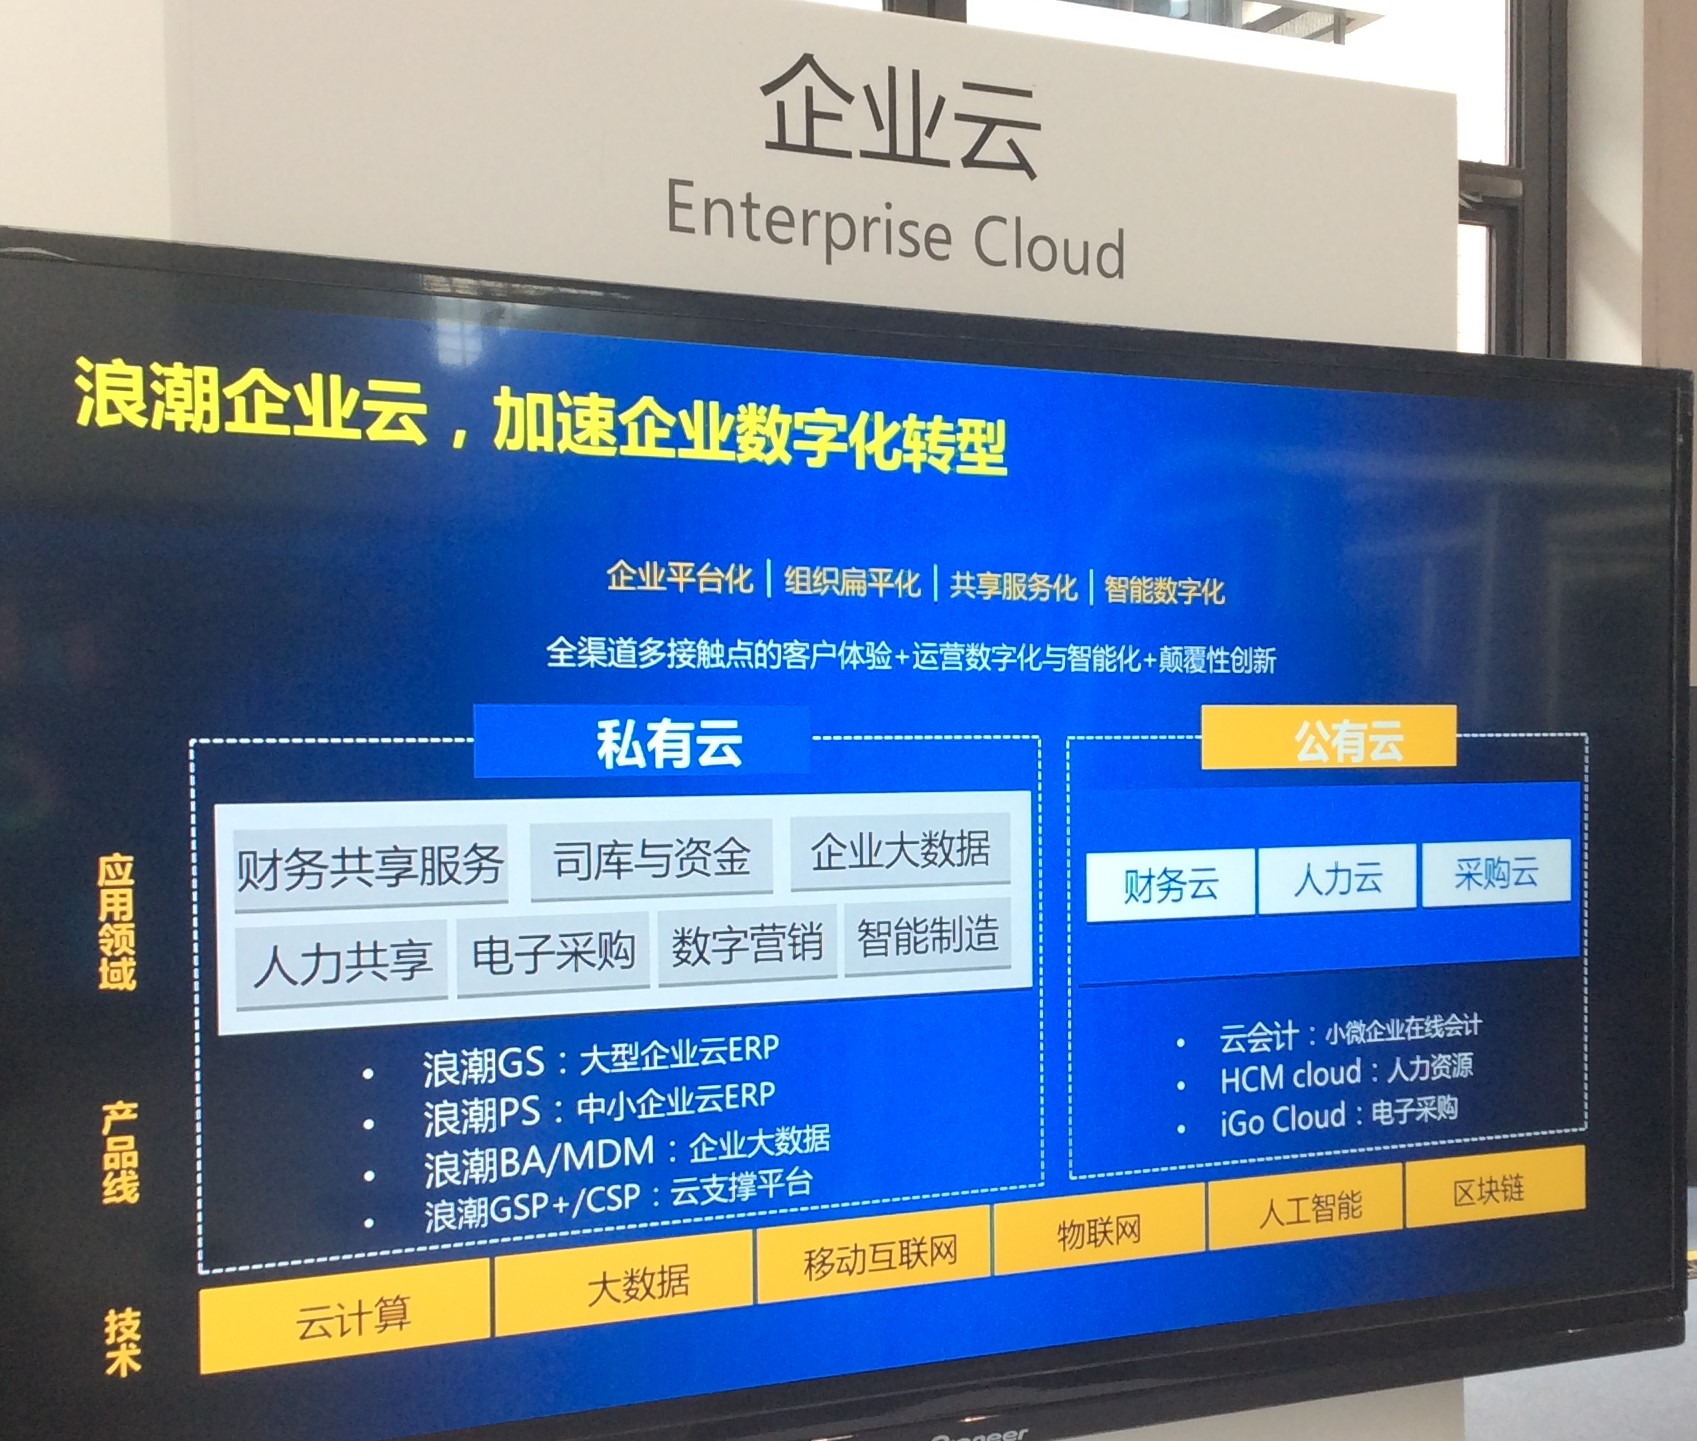 企业云
Enterprise Cloud
浪潮企业云，加速企业数字化转型
企业平台化│组织扁平化│共享服务化│智能数字化
全渠道多接触点的客户体验+运营数字化与智能化+颠覆性创新
私有云
公有云
应用领域
财务共享服务 司库与资金 企业大数据
人力共享 电子采购 数字营销 智能制造
财务云 人力云 采购云
产品线
• 浪潮GS：大型企业云ERP
• 浪潮PS：中小企业云ERP
• 浪潮BA/MDM：企业大数据
• 浪潮GSP+/CSP：云支撑平台
• 云会计：小微企业在线会计
• HCM cloud：人力资源
• iGo Cloud：电子采购
技术
云计算 大数据 移动互联网 物联网 人工智能 区块链
Pioneer